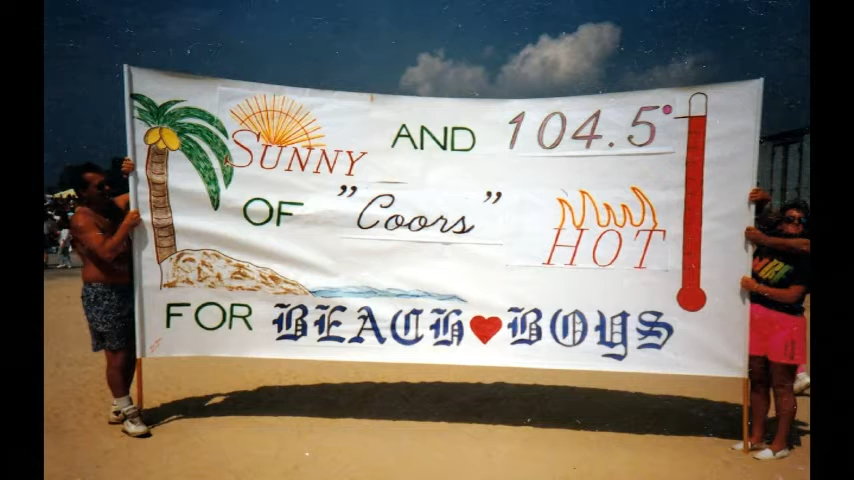 SUNNY AND 104.5°
OF "Coors" HOT
FOR BEACH BOYS